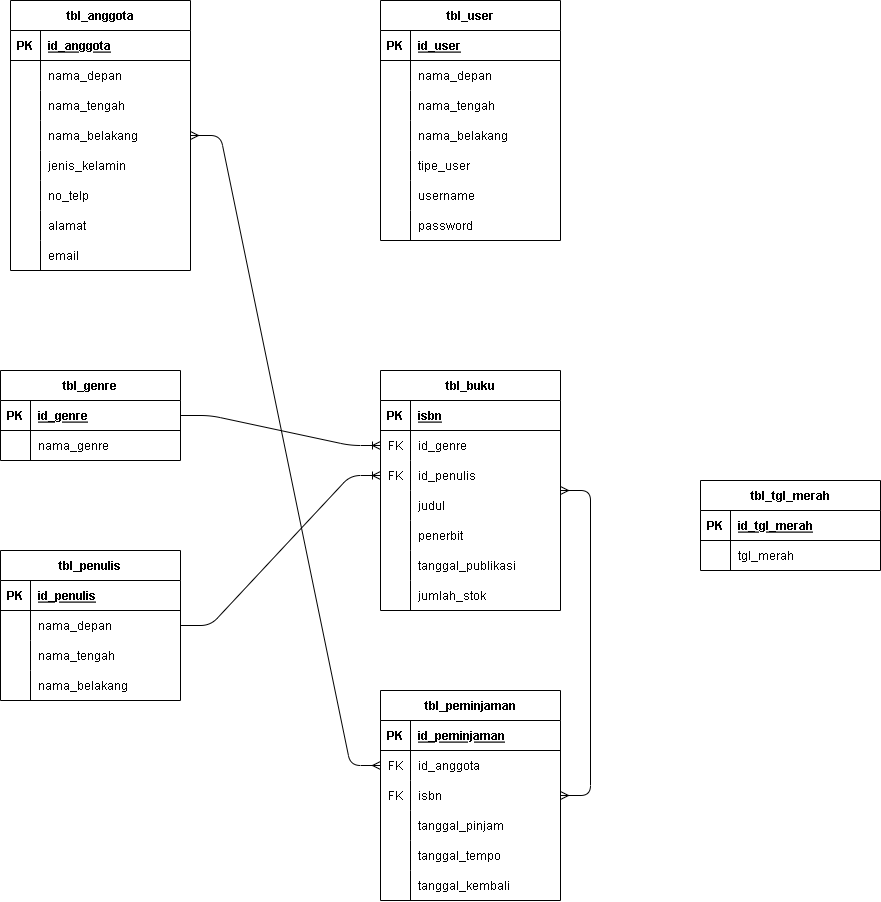 tbl_anggota
PK id_anggota
nama_depan
nama_tengah
nama_belakang
jenis_kelamin
no_telp
alamat
email
tbl_user
PK id_user
nama_depan
nama_tengah
nama_belakang
tipe_user
username
password
tbl_genre
PK id_genre
nama_genre
tbl_buku
PK isbn
FK id_genre
FK id_penulis
judul
penerbit
tanggal_publikasi
jumlah_stok
tbl_tgl_merah
PK id_tgl_merah
tgl_merah
tbl_penulis
PK id_penulis
nama_depan
nama_tengah
nama_belakang
tbl_peminjaman
PK id_peminjaman
FK id_anggota
FK isbn
tanggal_pinjam
tanggal_tempo
tanggal_kembali